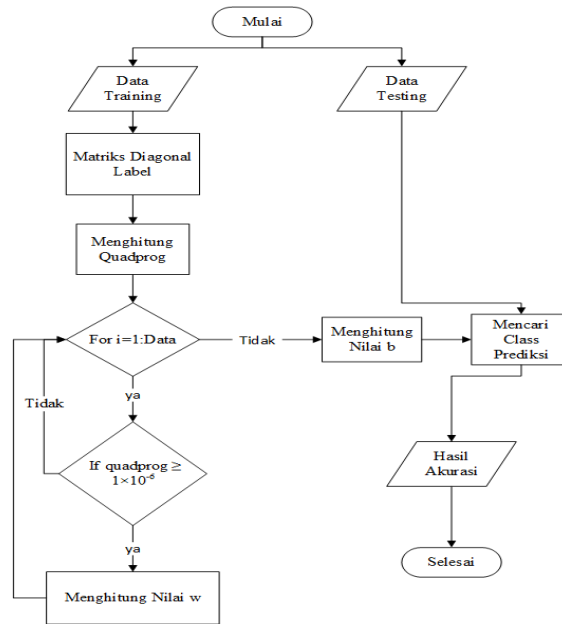 Mulai
Data
Training
Data
Testing
Matriks Diagonal
Label
Menghitung
Quadprog
For i=1:Data
Tidak
Menghitung
Nilai b
Mencari
Class
Prediksi
Tidak
ya
If quadprog ≥
1×10⁻⁶
Hasil
Akurasi
ya
Selesai
Menghitung Nilai w